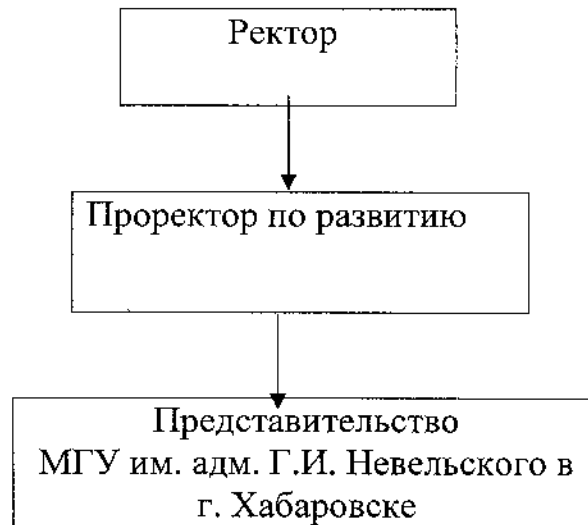 Ректор
Проректор по развитию
Представительство
МГУ им. адм. Г.И. Невельского в
г. Хабаровске